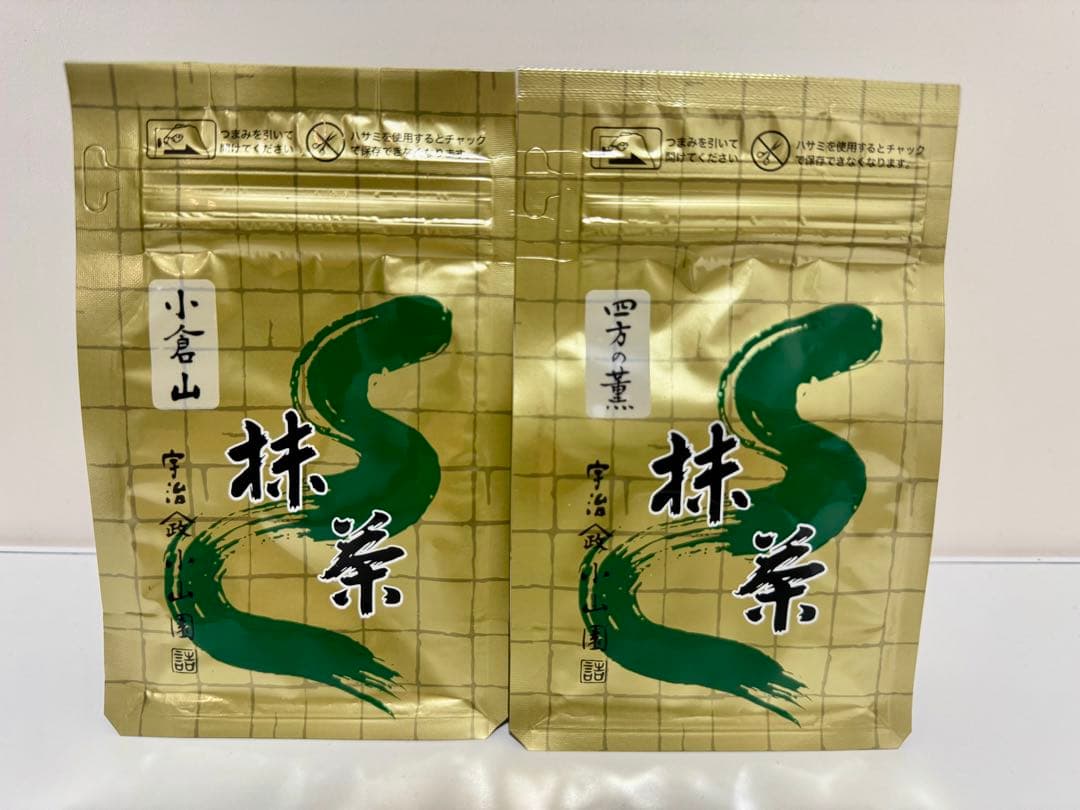 つまみを引いて
開けてください
ハサミを使用するとチャック
で保存できなくなります。
小倉山
抹茶
宇治 政 小山園 詰
つまみを引いて
開けてください
ハサミを使用するとチャック
で保存できなくなります。
四方の薫
抹茶
宇治 政 小山園 詰